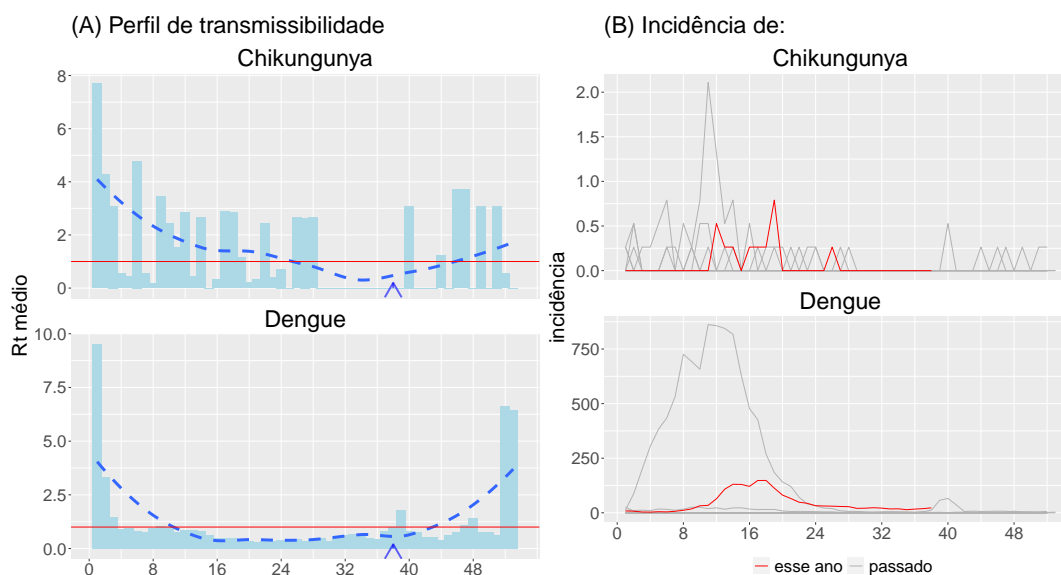 (A) Perfil de transmissibilidade
Chikungunya
8
6
4
2
0
Dengue
10.0
7.5
5.0
2.5
0.0
0 8 16 24 32 40 48
Rt médio
(B) Incidência de:
Chikungunya
2.0
1.5
1.0
0.5
0.0
Dengue
750
500
250
0
0 8 16 24 32 40 48
incidência
esse ano passado